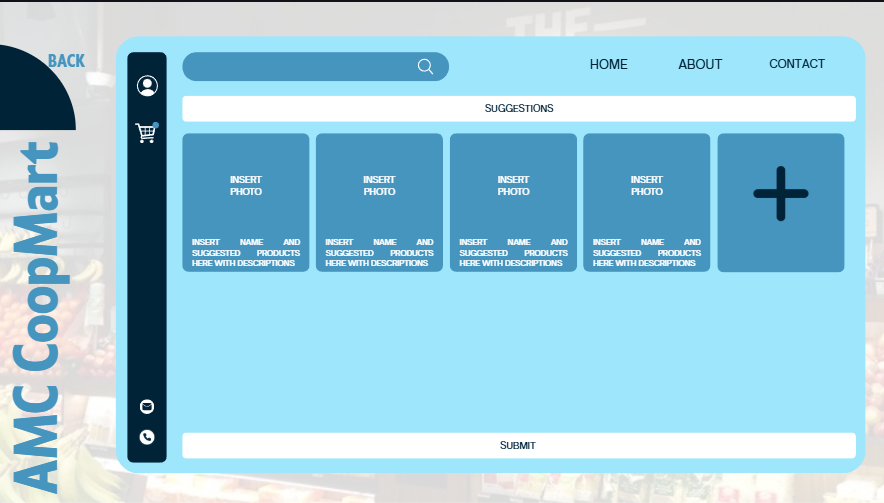 THE
BACK
AMC CoopMart
HOME
ABOUT
CONTACT
SUGGESTIONS
INSERT
PHOTO
INSERT NAME AND
SUGGESTED PRODUCTS
HERE WITH DESCRIPTIONS
INSERT
PHOTO
INSERT NAME AND
SUGGESTED PRODUCTS
HERE WITH DESCRIPTIONS
INSERT
PHOTO
INSERT NAME AND
SUGGESTED PRODUCTS
HERE WITH DESCRIPTIONS
INSERT
PHOTO
INSERT NAME AND
SUGGESTED PRODUCTS
HERE WITH DESCRIPTIONS
SUBMIT